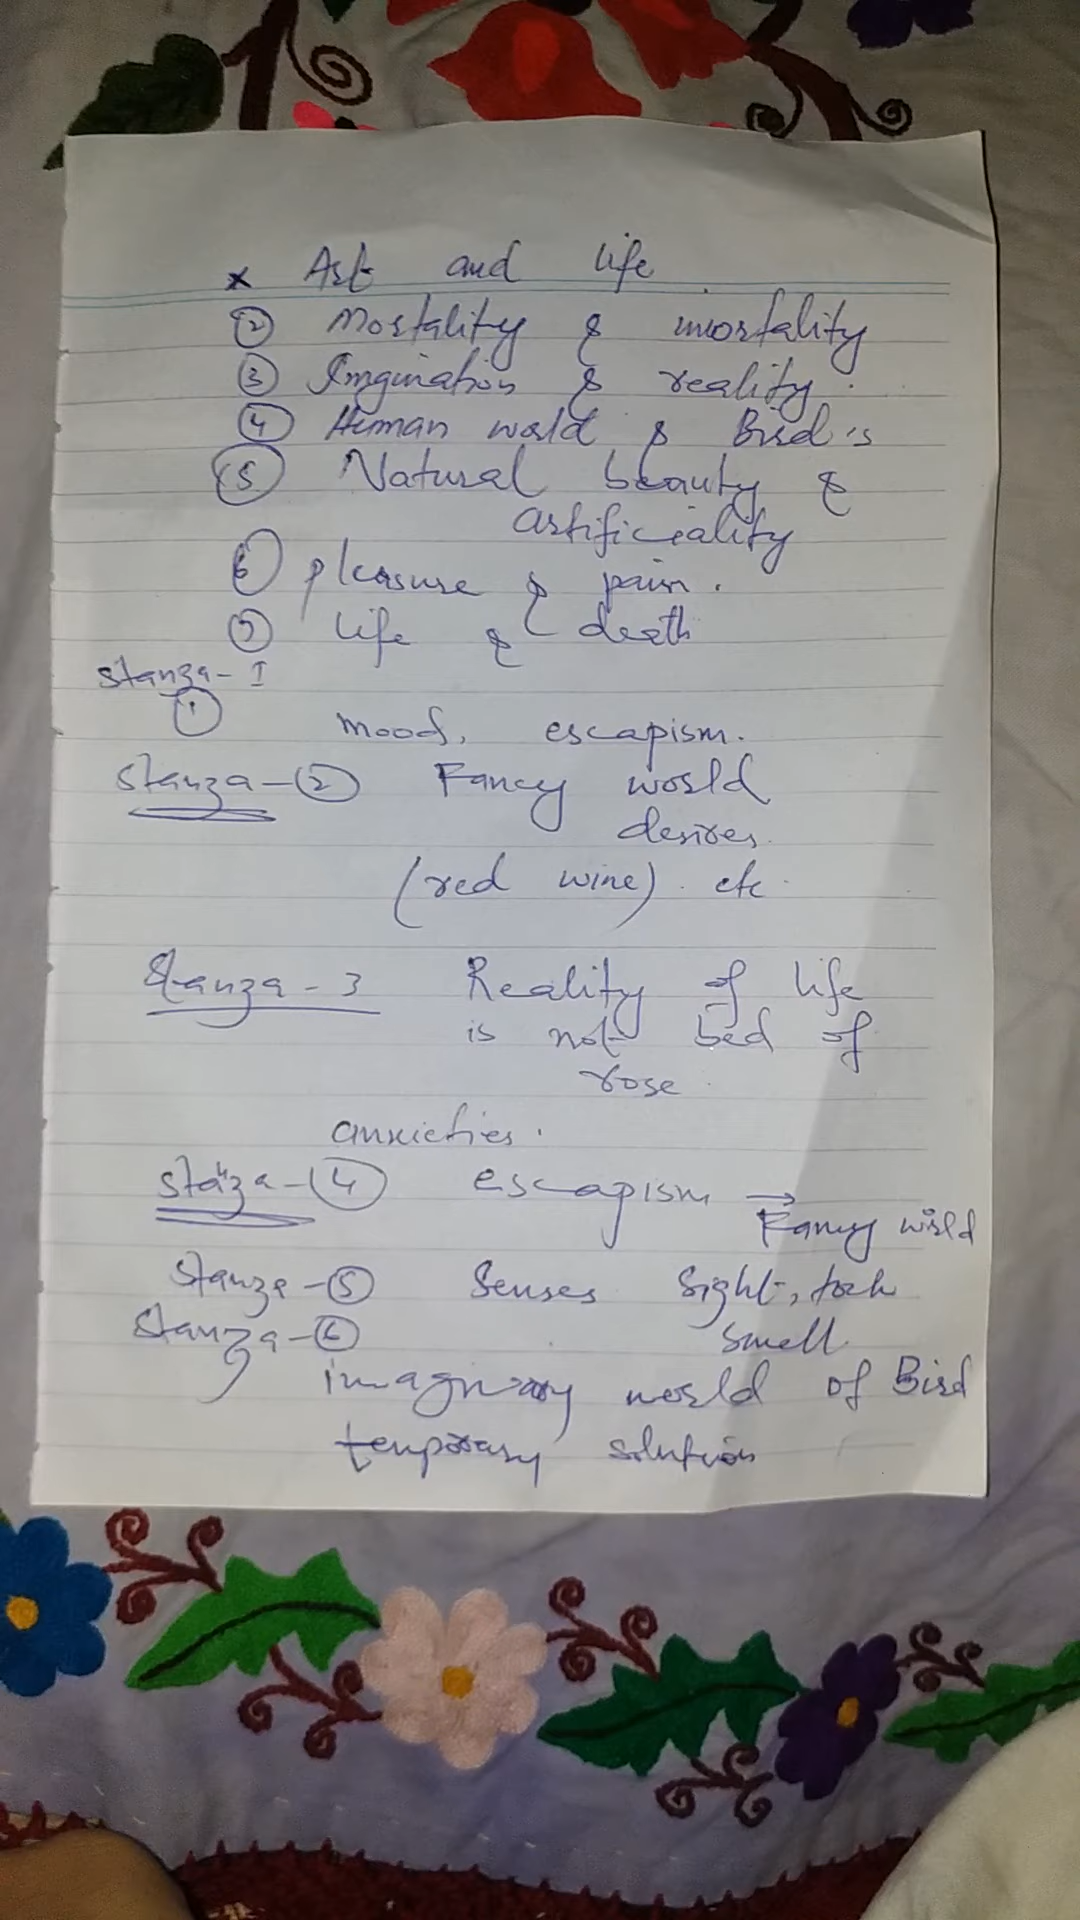 x Art and life
② Mortality & imortality
③ Imgination & reality.
④ Human world & Bird's
⑤ Natural beauty &
artificiality
⑥ pleasure & pain.
⑦ life & death
Stanza - I
① Mood, escapism.
Stanza - ② Fancy world
desires.
(red wine). etc.
Stanza - 3 Reality of life
is not bed of
rose
anxieties.
Stanza - ④ escapism →
Fancy world
Stanza - ⑤ Senses Sight,
Stanza - ⑥ smell
imaginary world of Bird
temporary solution